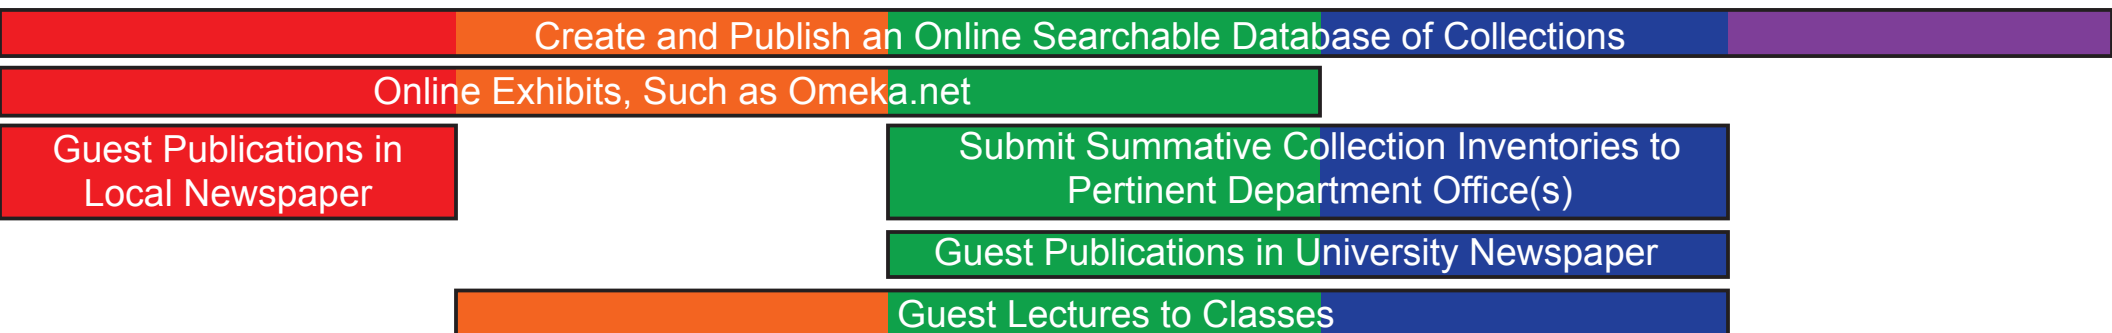 Create and Publish an Online Searchable Database of Collections
Online Exhibits, Such as Omeka.net
Guest Publications in
Local Newspaper
Submit Summative Collection Inventories to
Pertinent Department Office(s)
Guest Publications in University Newspaper
Guest Lectures to Classes